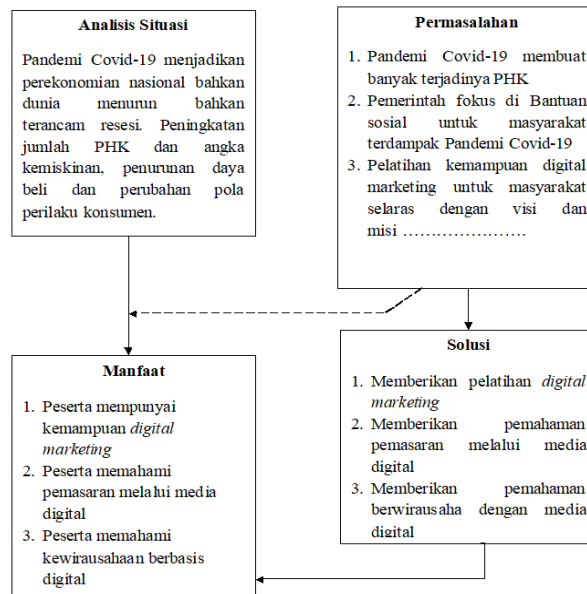 Analisis Situasi
Pandemi Covid-19 menjadikan
perekonomian nasional bahkan
dunia menurun bahkan
terancam resesi. Peningkatan
jumlah PHK dan angka
kemiskinan, penurunan daya
beli dan perubahan pola
perilaku konsumen.
Permasalahan
1. Pandemi Covid-19 membuat
banyak terjadinya PHK
2. Pemerintah fokus di Bantuan
sosial untuk masyarakat
terdampak Pandemi Covid-19
3. Pelatihan kemampuan digital
marketing untuk masyarakat
selaras dengan visi dan
misi ………………….
Manfaat
1. Peserta mempunyai
kemampuan digital
marketing
2. Peserta memahami
pemasaran melalui media
digital
3. Peserta memahami
kewirausahaan berbasis
digital
Solusi
1. Memberikan pelatihan digital
marketing
2. Memberikan pemahaman
pemasaran melalui media
digital
3. Memberikan pemahaman
berwirausaha dengan media
digital